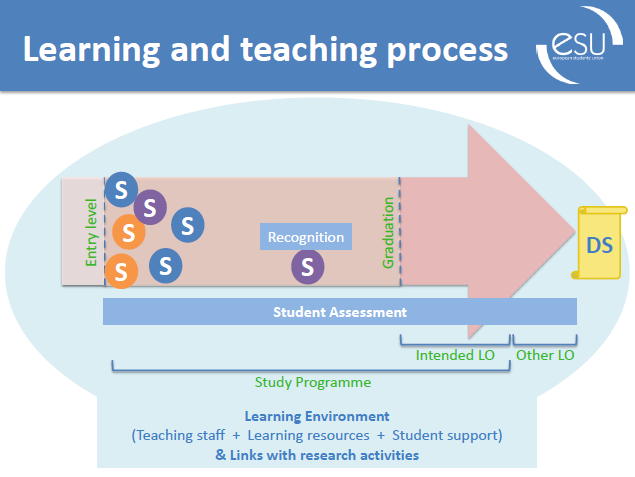 Learning and teaching process
esu
european students' union
Entry level
S
S
S
S
S
S
Recognition
S
Graduation
DS
Student Assessment
Intended LO
Other LO
Study Programme
Learning Environment
(Teaching staff + Learning resources + Student support)
& Links with research activities